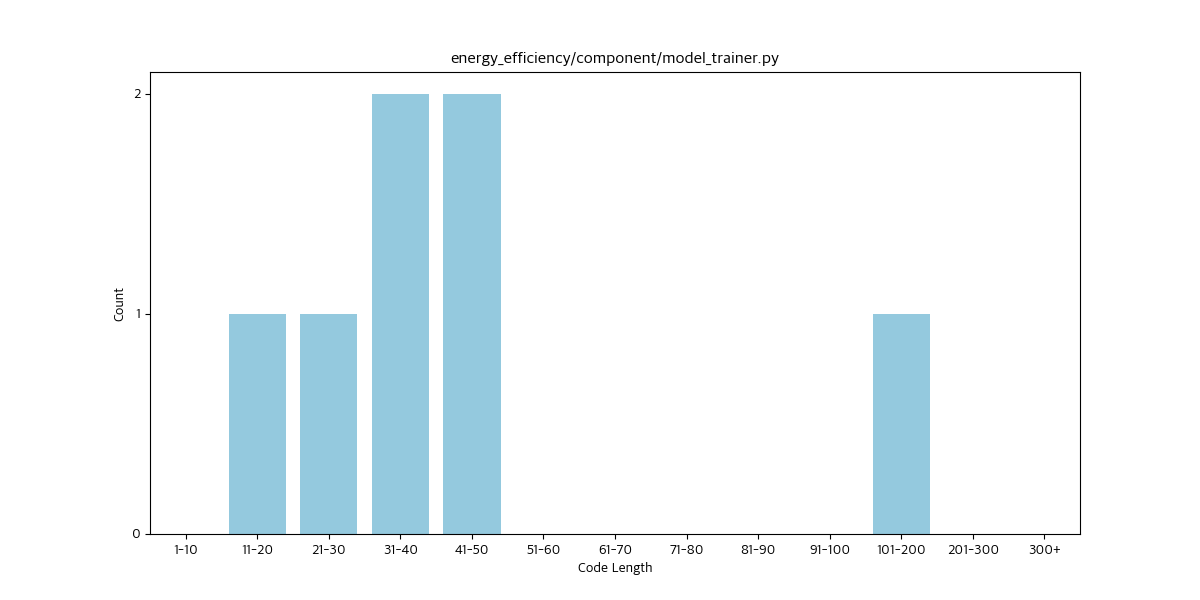 energy_efficiency/component/model_trainer.py
2
1
0
Count
1-10 11-20 21-30 31-40 41-50 51-60 61-70 71-80 81-90 91-100 101-200 201-300 300+
Code Length